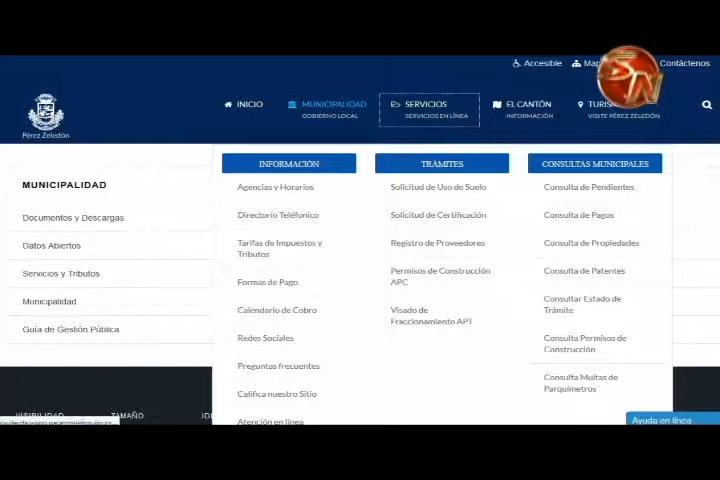 Accesible
Contáctenos
INICIO
MUNICIPALIDAD
GOBIERNO LOCAL
SERVICIOS
SERVICIOS EN LÍNEA
EL CANTÓN
INFORMACIÓN
VISITE PÉREZ ZELEDÓN
SN
Pérez Zeledón
MUNICIPALIDAD
Documentos y Descargas
Datos Abiertos
Servicios y Tributos
Municipalidad
Guía de Gestión Pública
INFORMACIÓN
Agencias y Horarios
Directorio Teléfonico
Tarifas de Impuestos y
Tributos
Formas de Pago
Calendario de Cobro
Redes Sociales
Preguntas frecuentes
Califica nuestro Sitio
Atención en línea
TRÁMITES
Solicitud de Uso de Suelo
Solicitud de Certificación
Registro de Proveedores
Permisos de Construcción
APC
Visado de
Fraccionamiento APT
CONSULTAS MUNICIPALES
Consulta de Pendientes
Consulta de Pagos
Consulta de Propiedades
Consulta de Patentes
Consultar Estado de
Trámite
Consulta Permisos de
Construcción
Consulta Multas de
Parquímetros
VISIBILIDAD
TAMAÑO
Ayuda en línea